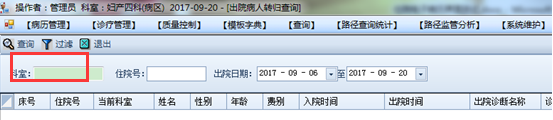 操作者：管理员 科室：妇产四科(病区) 2017-09-20 - [出院病人转归查询]
【病历管理】 【诊疗管理】 【质量控制】 【模板字典】 【查询】 【路径查询统计】 【路径监管分析】 【系统维护】
查询 过滤 退出
科室： 住院号： 出院日期： 2017 - 09 - 06 至 2017 - 09 - 20
床号 住院号 当前科室 姓名 性别 年龄 费别 入院时间 出院时间 出院诊断名称